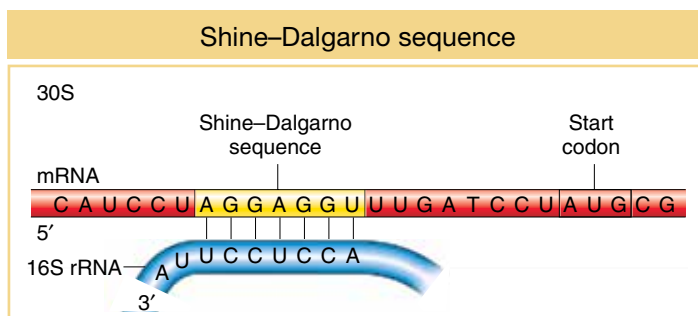 Shine–Dalgarno sequence
30S
Shine–Dalgarno
sequence
Start
codon
mRNA
C A U C C U A G G A G G U U U G A T C C U A U G C G
5′
16S rRNA
A U U C C U C C A
3′